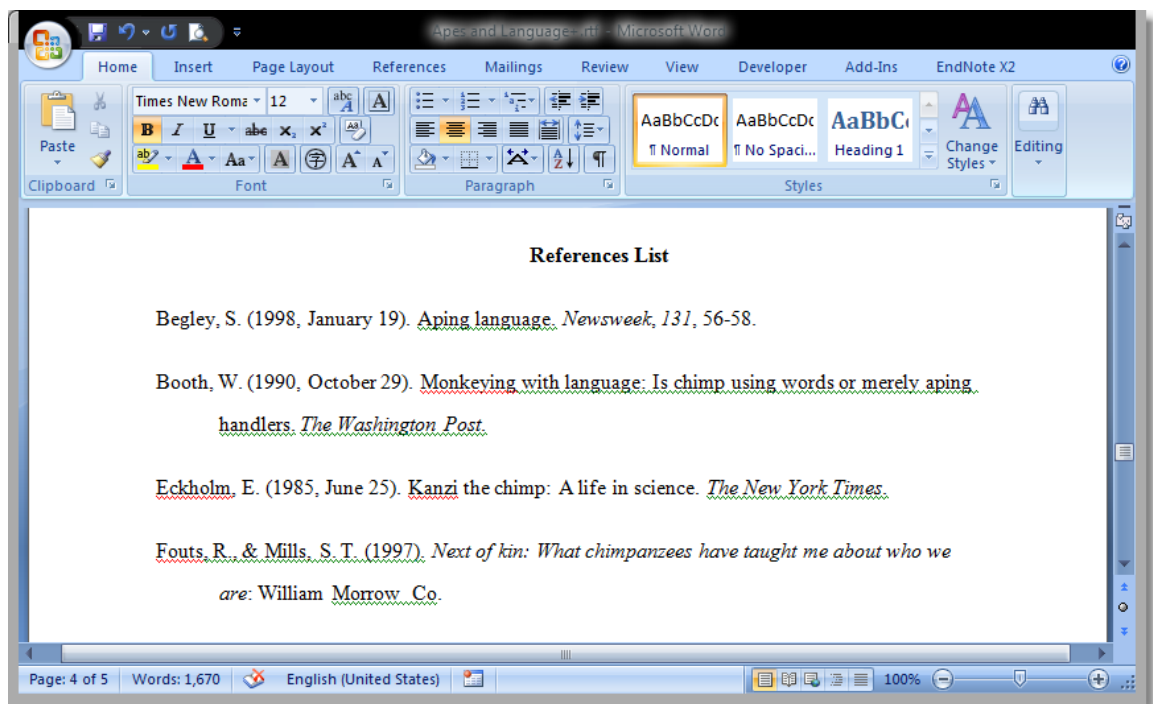 Apes and Language+.rtf - Microsoft Word
Home Insert Page Layout References Mailings Review View Developer Add-Ins EndNote X2
Times New Roma 12
Paste
B I U abe x₂ x² Aa A
AaBbCcDc AaBbCcDc AaBbC
¶ Normal ¶ No Spaci... Heading 1
Change Styles
Editing
Clipboard Font Paragraph Styles
References List
Begley, S. (1998, January 19). Aping language. Newsweek, 131, 56-58.
Booth, W. (1990, October 29). Monkeying with language: Is chimp using words or merely aping
handlers. The Washington Post.
Eckholm, E. (1985, June 25). Kanzi the chimp: A life in science. The New York Times.
Fouts, R., & Mills, S. T. (1997). Next of kin: What chimpanzees have taught me about who we
are: William Morrow Co.
Page: 4 of 5 Words: 1,670 English (United States) 100%